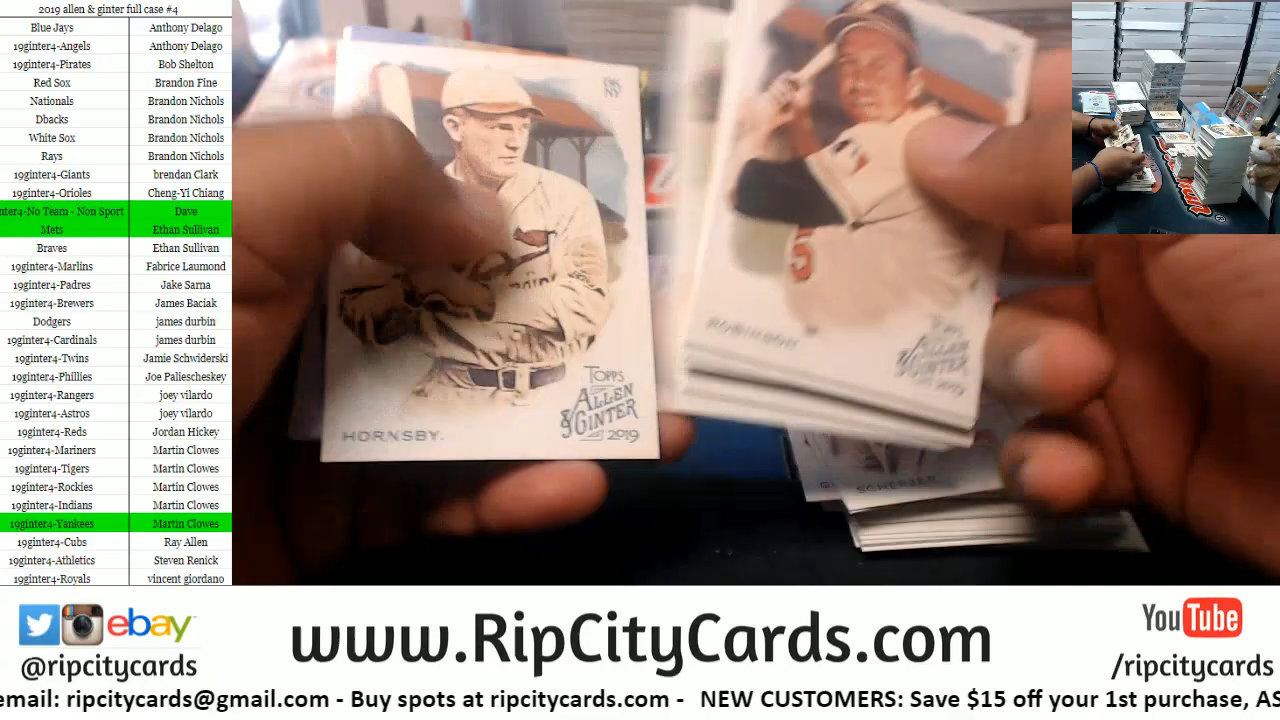 2019 allen & ginter full case #4
Blue Jays Anthony Delago
19ginter4-Angels Anthony Delago
19ginter4-Pirates Bob Shelton
Red Sox Brandon Fine
Nationals Brandon Nichols
Dbacks Brandon Nichols
White Sox Brandon Nichols
Rays Brandon Nichols
19ginter4-Giants brendan Clark
19ginter4-Orioles Cheng-Yi Chiang
nter4-No Team - Non Sport Dave
Mets Ethan Sullivan
Braves Ethan Sullivan
19ginter4-Marlins Fabrice Laumond
19ginter4-Padres Jake Sarna
19ginter4-Brewers James Baciak
Dodgers james durbin
19ginter4-Cardinals james durbin
19ginter4-Twins Jamie Schwiderski
19ginter4-Phillies Joe Paliescheskey
19ginter4-Rangers joey vilardo
19ginter4-Astros joey vilardo
19ginter4-Reds Jordan Hickey
19ginter4-Mariners Martin Clowes
19ginter4-Tigers Martin Clowes
19ginter4-Rockies Martin Clowes
19ginter4-Indians Martin Clowes
19ginter4-Yankees Martin Clowes
19ginter4-Cubs Ray Allen
19ginter4-Athletics Steven Renick
19ginter4-Royals vincent giordano
HORNSBY.
TOPPS
ALLEN
& GINTER
2019
5
ROBINSON
ALLEN
& GINTER
2019
SCHERZER
ebay
@ripcitycards
www.RipCityCards.com
YouTube
/ripcitycards
email: ripcitycards@gmail.com - Buy spots at ripcitycards.com - NEW CUSTOMERS: Save $15 off your 1st purchase, AS